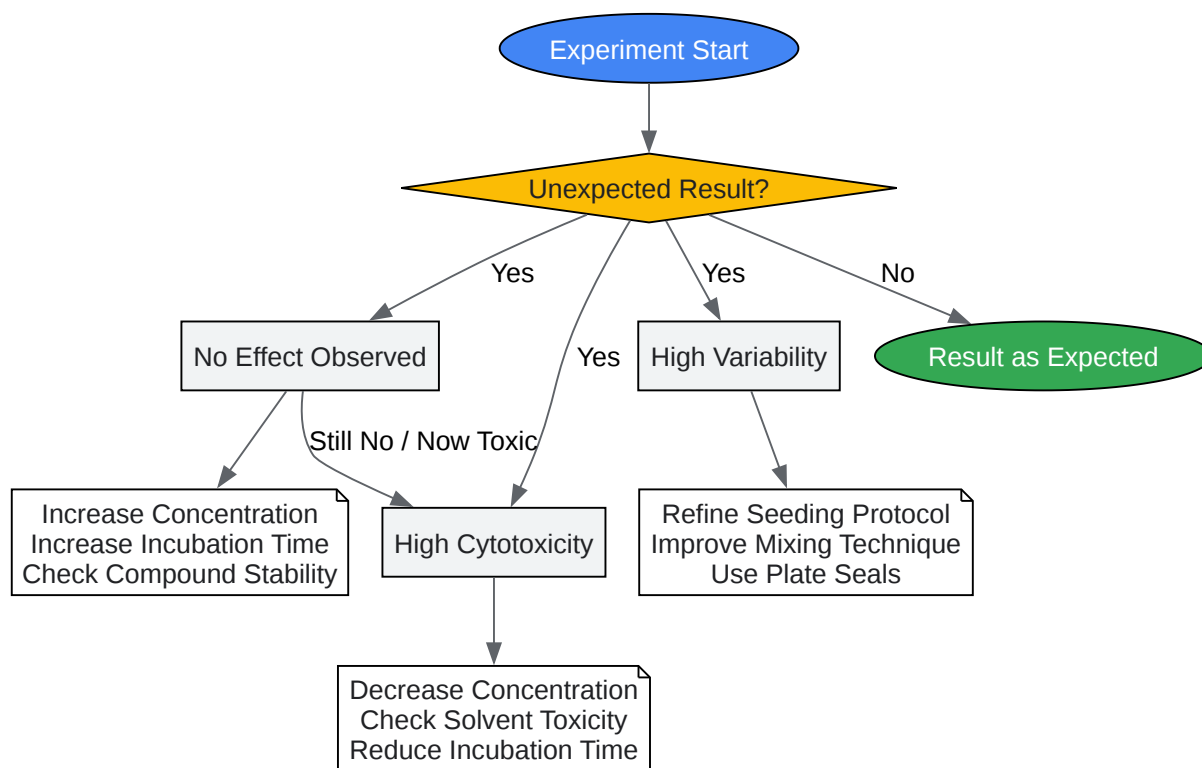 Experiment Start
Unexpected Result?
Yes
Yes
No
Yes
No Effect Observed
High Variability
Result as Expected
Still No / Now Toxic
Increase Concentration
Increase Incubation Time
Check Compound Stability
High Cytotoxicity
Refine Seeding Protocol
Improve Mixing Technique
Use Plate Seals
Decrease Concentration
Check Solvent Toxicity
Reduce Incubation Time